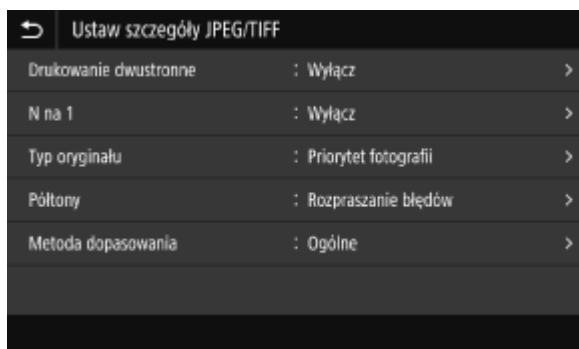 Ustaw szczegóły JPEG/TIFF
Drukowanie dwustronne : Wyłącz >
N na 1 : Wyłącz >
Typ oryginału : Priorytet fotografii >
Półtony : Rozpraszanie błędów >
Metoda dopasowania : Ogólne >